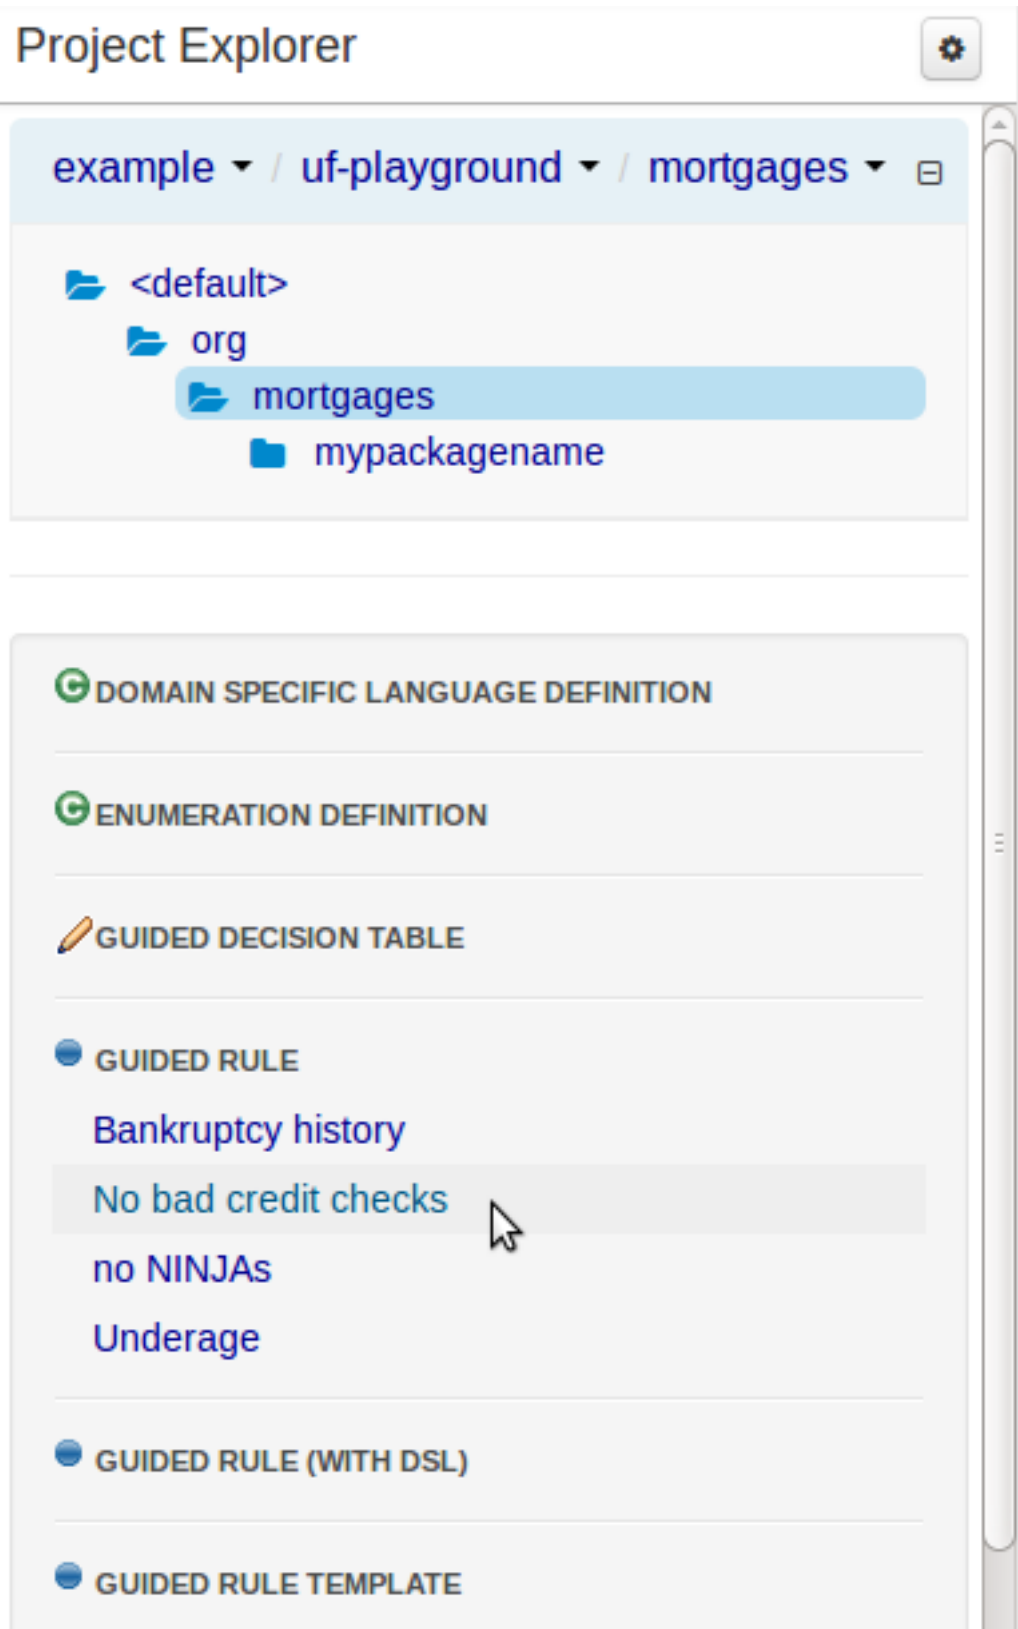 Project Explorer
example / uf-playground / mortgages
<default>
org
mortgages
mypackagename
DOMAIN SPECIFIC LANGUAGE DEFINITION
ENUMERATION DEFINITION
GUIDED DECISION TABLE
GUIDED RULE
Bankruptcy history
No bad credit checks
no NINJAs
Underage
GUIDED RULE (WITH DSL)
GUIDED RULE TEMPLATE